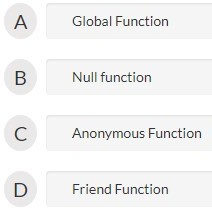 A Global Function
B Null function
C Anonymous Function
D Friend Function